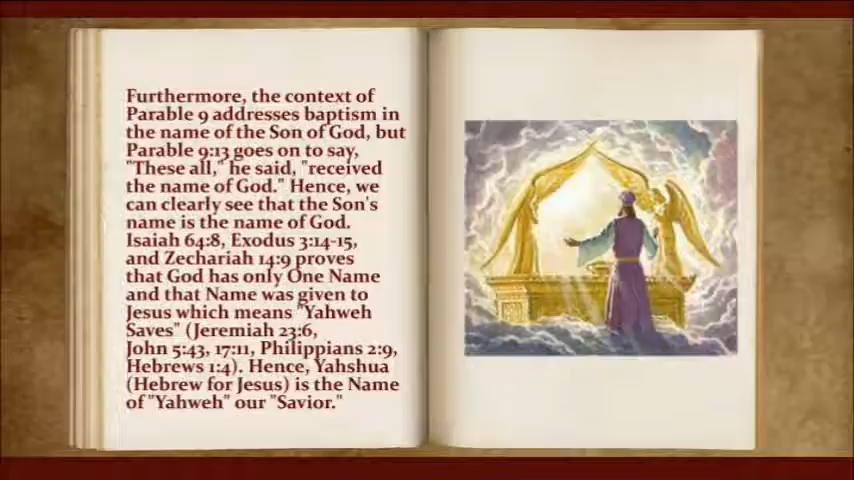 Furthermore, the context of
Parable 9 addresses baptism in
the name of the Son of God, but
Parable 9:13 goes on to say,
"These all," he said, "received
the name of God." Hence, we
can clearly see that the Son's
name is the name of God.
Isaiah 64:8, Exodus 3:14-15,
and Zechariah 14:9 proves
that God has only One Name
and that Name was given to
Jesus which means "Yahweh
Saves" (Jeremiah 23:6,
John 5:43, 17:11, Philippians 2:9,
Hebrews 1:4). Hence, Yahshua
(Hebrew for Jesus) is the Name
of "Yahweh" our "Savior."